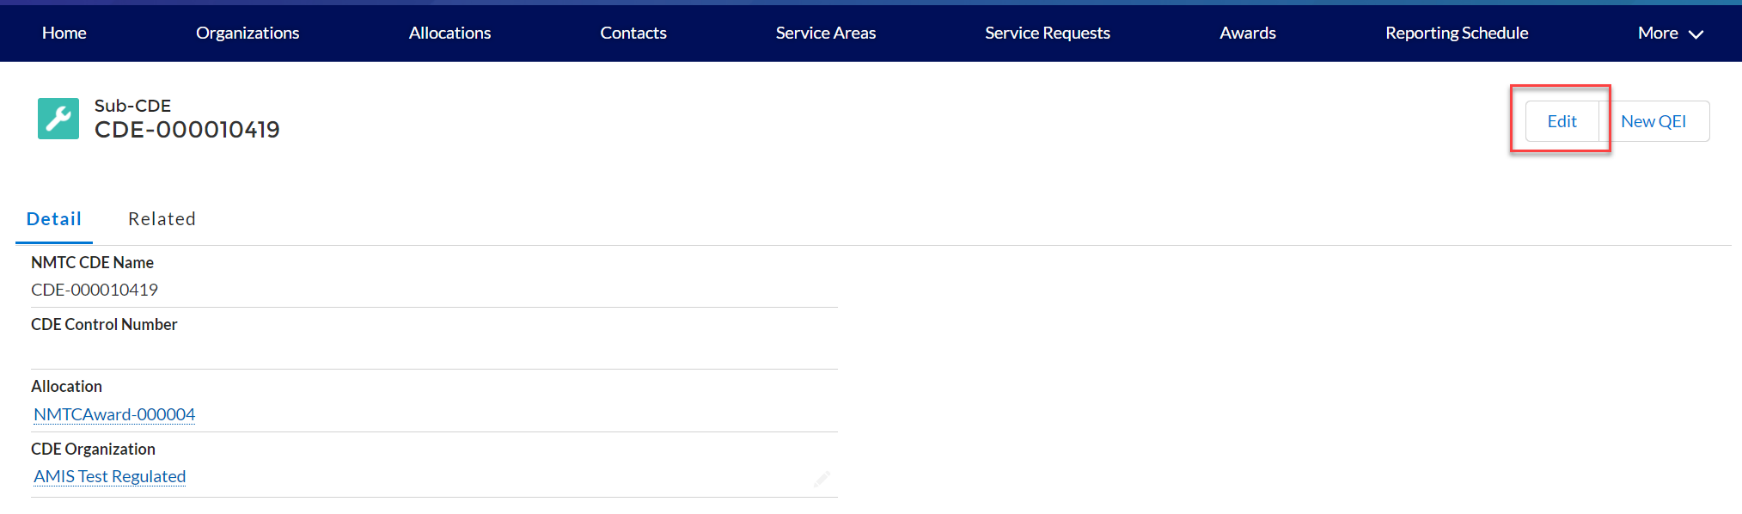 Home Organizations Allocations Contacts Service Areas Service Requests Awards Reporting Schedule More
Sub-CDE
CDE-000010419
Edit New QEI
Detail Related
NMTC CDE Name
CDE-000010419
CDE Control Number
Allocation
NMTCAward-000004
CDE Organization
AMIS Test Regulated